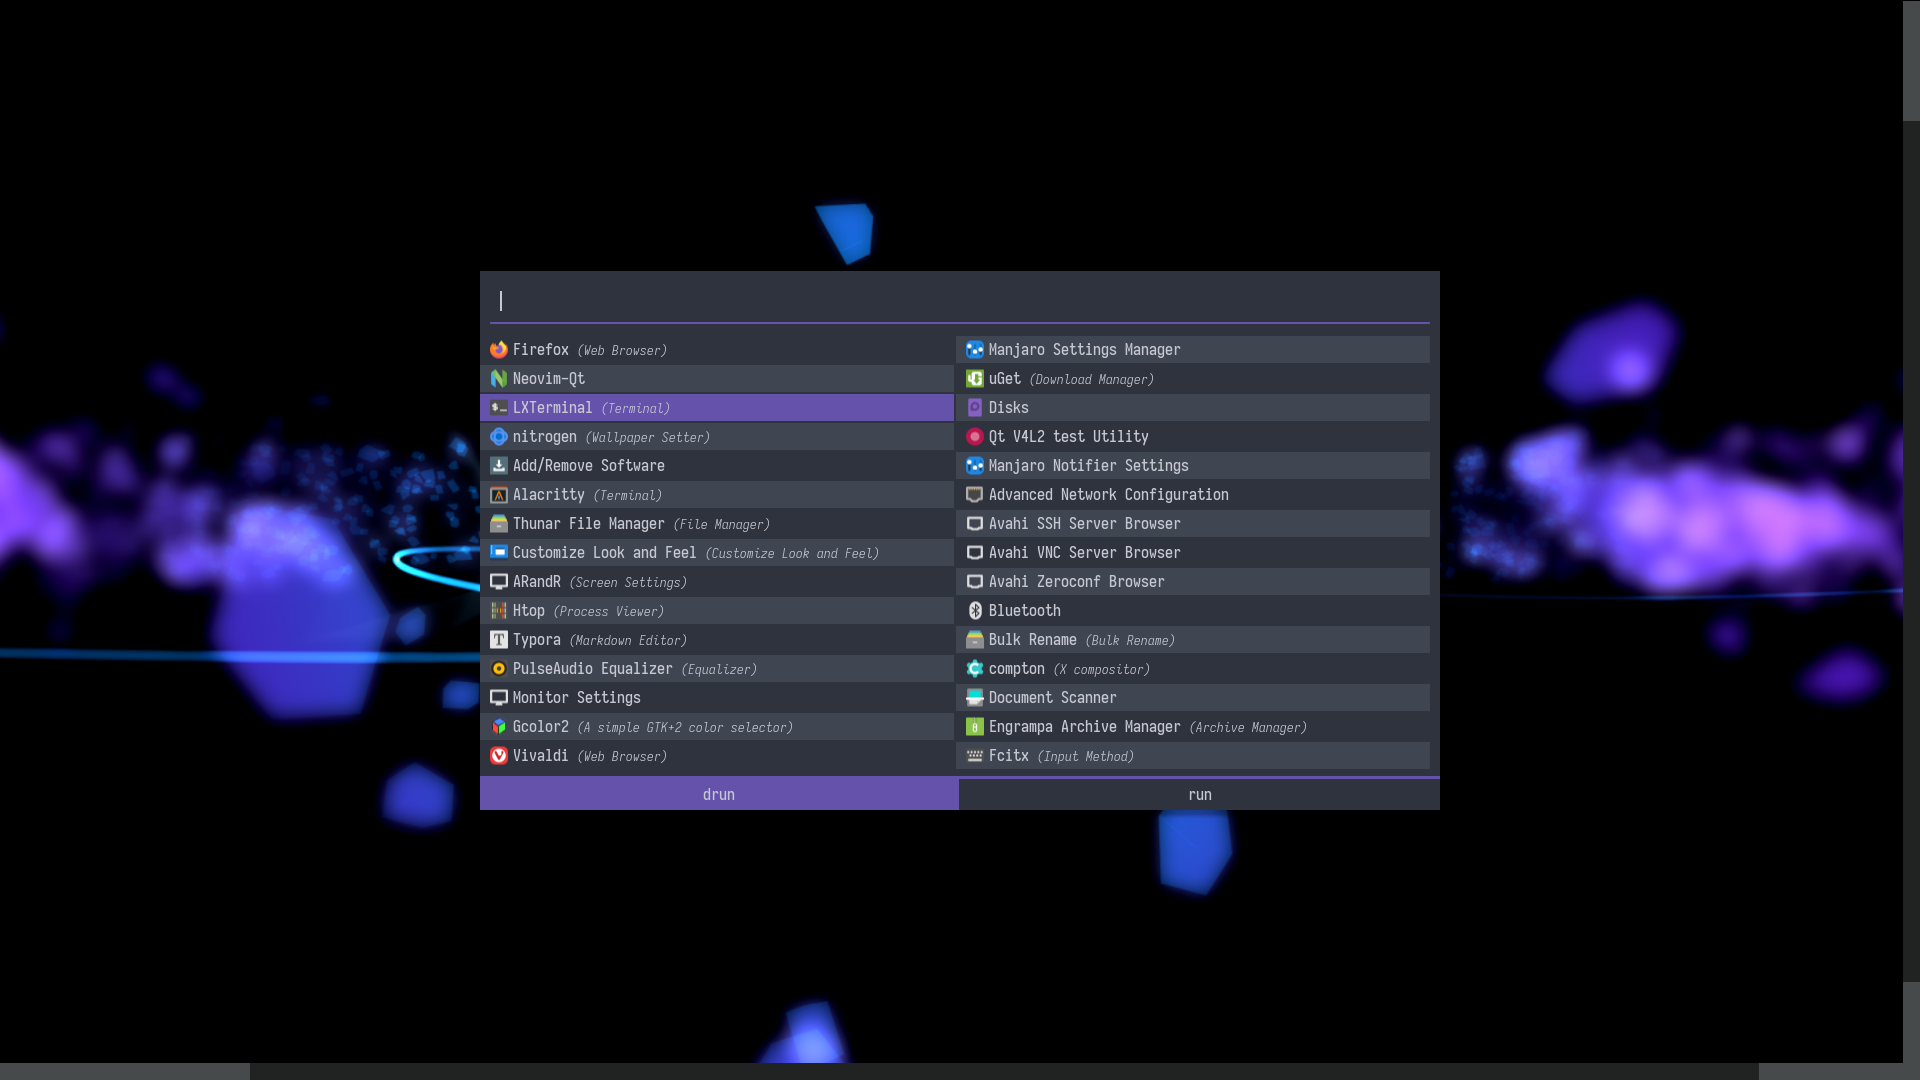 Firefox (Web Browser)
Neovim-Qt
LXTerminal (Terminal)
nitrogen (Wallpaper Setter)
Add/Remove Software
Alacritty (Terminal)
Thunar File Manager (File Manager)
Customize Look and Feel (Customize Look and Feel)
ARandR (Screen Settings)
Htop (Process Viewer)
Typora (Markdown Editor)
PulseAudio Equalizer (Equalizer)
Monitor Settings
Gcolor2 (A simple GTK+2 color selector)
Vivaldi (Web Browser)
Manjaro Settings Manager
uGet (Download Manager)
Disks
Qt V4L2 test Utility
Manjaro Notifier Settings
Advanced Network Configuration
Avahi SSH Server Browser
Avahi VNC Server Browser
Avahi Zeroconf Browser
Bluetooth
Bulk Rename (Bulk Rename)
compton (X compositor)
Document Scanner
Engrampa Archive Manager (Archive Manager)
Fcitx (Input Method)
drun
run